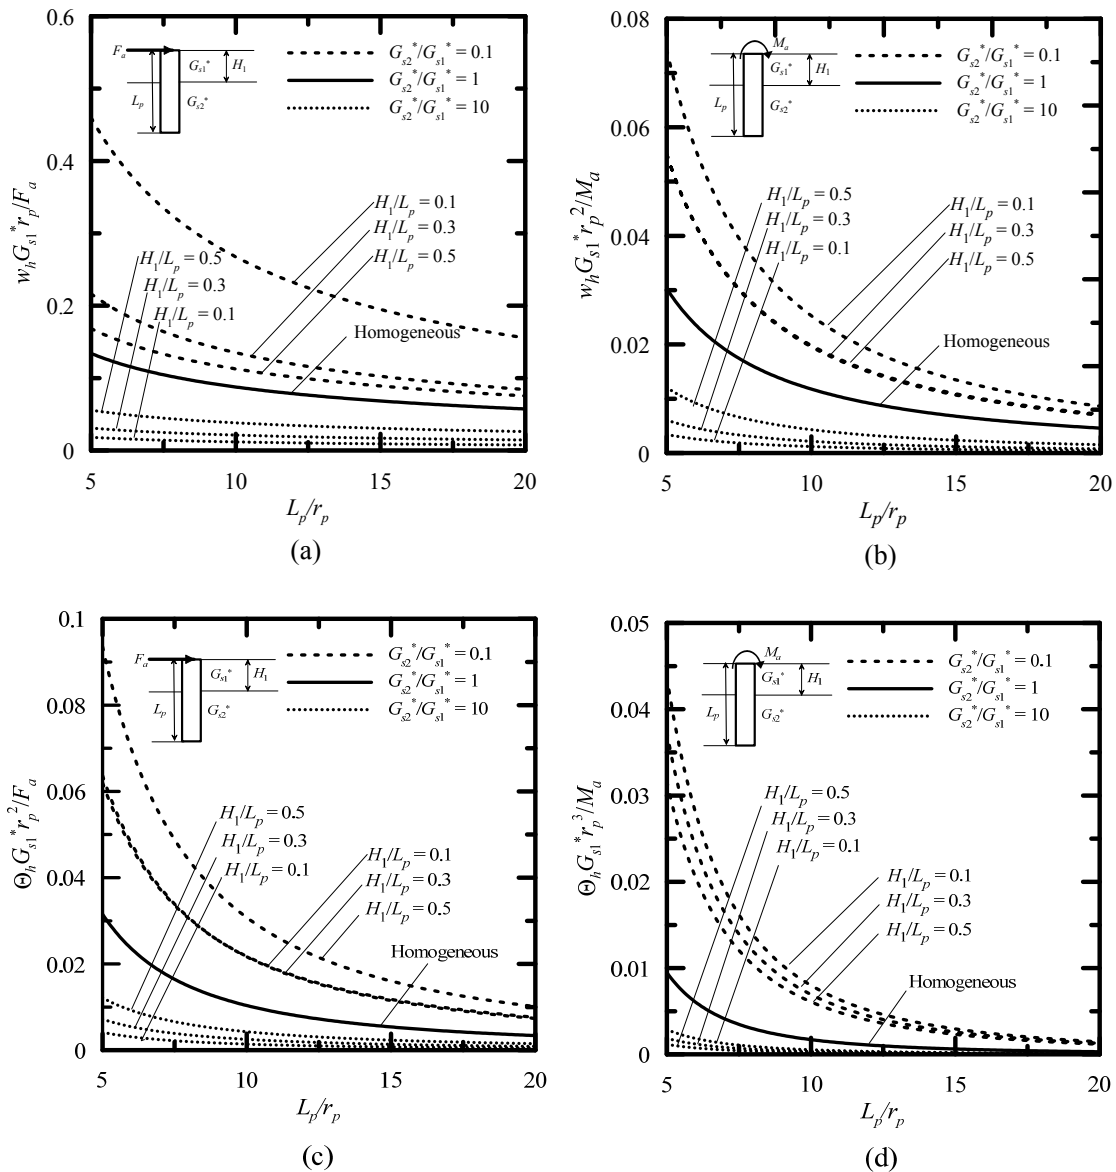 w_h G_s1* r_p/F_a
0.6
0.4
0.2
0
F_a
G_s1*
H_1
L_p
G_s2*
G_s2*/G_s1* = 0.1
G_s2*/G_s1* = 1
G_s2*/G_s1* = 10
H_1/L_p = 0.1
H_1/L_p = 0.3
H_1/L_p = 0.5
H_1/L_p = 0.5
H_1/L_p = 0.3
H_1/L_p = 0.1
Homogeneous
5 10 15 20
L_p/r_p
(a)
w_h G_s1* r_p^2/M_a
0.08
0.06
0.04
0.02
0
M_a
G_s1*
H_1
L_p
G_s2*
G_s2*/G_s1* = 0.1
G_s2*/G_s1* = 1
G_s2*/G_s1* = 10
H_1/L_p = 0.5
H_1/L_p = 0.3
H_1/L_p = 0.1
H_1/L_p = 0.1
H_1/L_p = 0.3
H_1/L_p = 0.5
Homogeneous
5 10 15 20
L_p/r_p
(b)
Θ_h G_s1* r_p^2/F_a
0.1
0.08
0.06
0.04
0.02
0
F_a
G_s1*
H_1
L_p
G_s2*
G_s2*/G_s1* = 0.1
G_s2*/G_s1* = 1
G_s2*/G_s1* = 10
H_1/L_p = 0.5
H_1/L_p = 0.3
H_1/L_p = 0.1
H_1/L_p = 0.1
H_1/L_p = 0.3
H_1/L_p = 0.5
Homogeneous
5 10 15 20
L_p/r_p
(c)
Θ_h G_s1* r_p^3/M_a
0.05
0.04
0.03
0.02
0.01
0
M_a
G_s1*
H_1
L_p
G_s2*
G_s2*/G_s1* = 0.1
G_s2*/G_s1* = 1
G_s2*/G_s1* = 10
H_1/L_p = 0.5
H_1/L_p = 0.3
H_1/L_p = 0.1
H_1/L_p = 0.1
H_1/L_p = 0.3
H_1/L_p = 0.5
Homogeneous
5 10 15 20
L_p/r_p
(d)